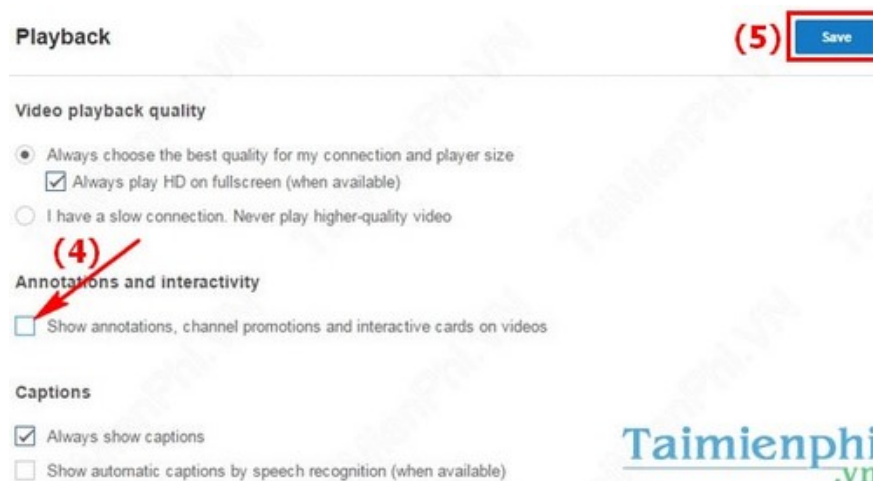 Playback
(5)
Save
Video playback quality
Always choose the best quality for my connection and player size
Always play HD on fullscreen (when available)
I have a slow connection. Never play higher-quality video
(4)
Annotations and interactivity
Show annotations, channel promotions and interactive cards on videos
Captions
Always show captions
Show automatic captions by speech recognition (when available)
Taimienphi
.vn
TaiMienPhi.VN